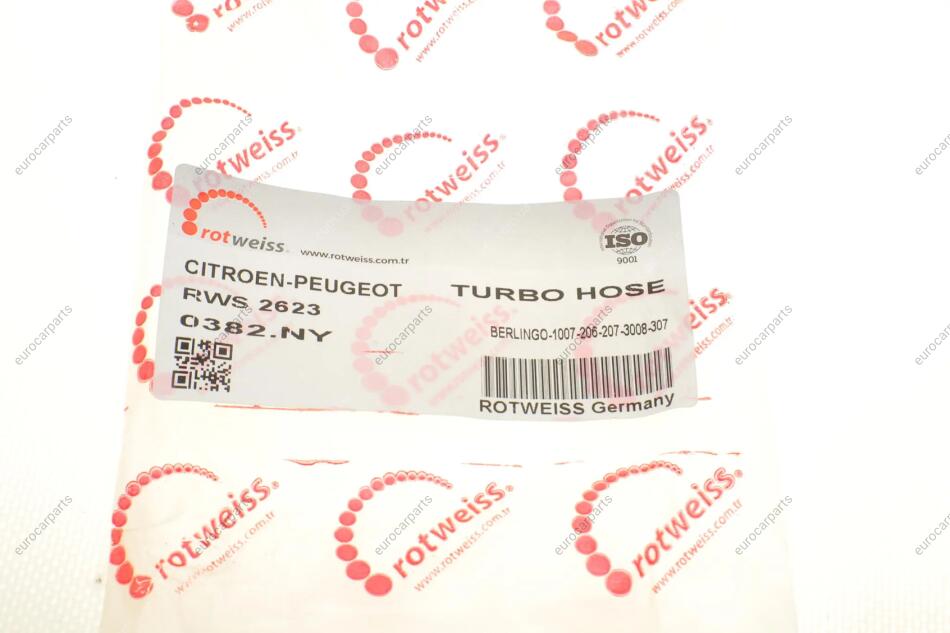 rotweiss
www.rotweiss.com.tr
ISO
9001
CITROEN-PEUGEOT
TURBO HOSE
RWS 2623
0382.NY
BERLINGO-1007-206-207-3008-307
ROTWEISS Germany
rotweiss
www.rotweiss.com.tr
eurocarparts